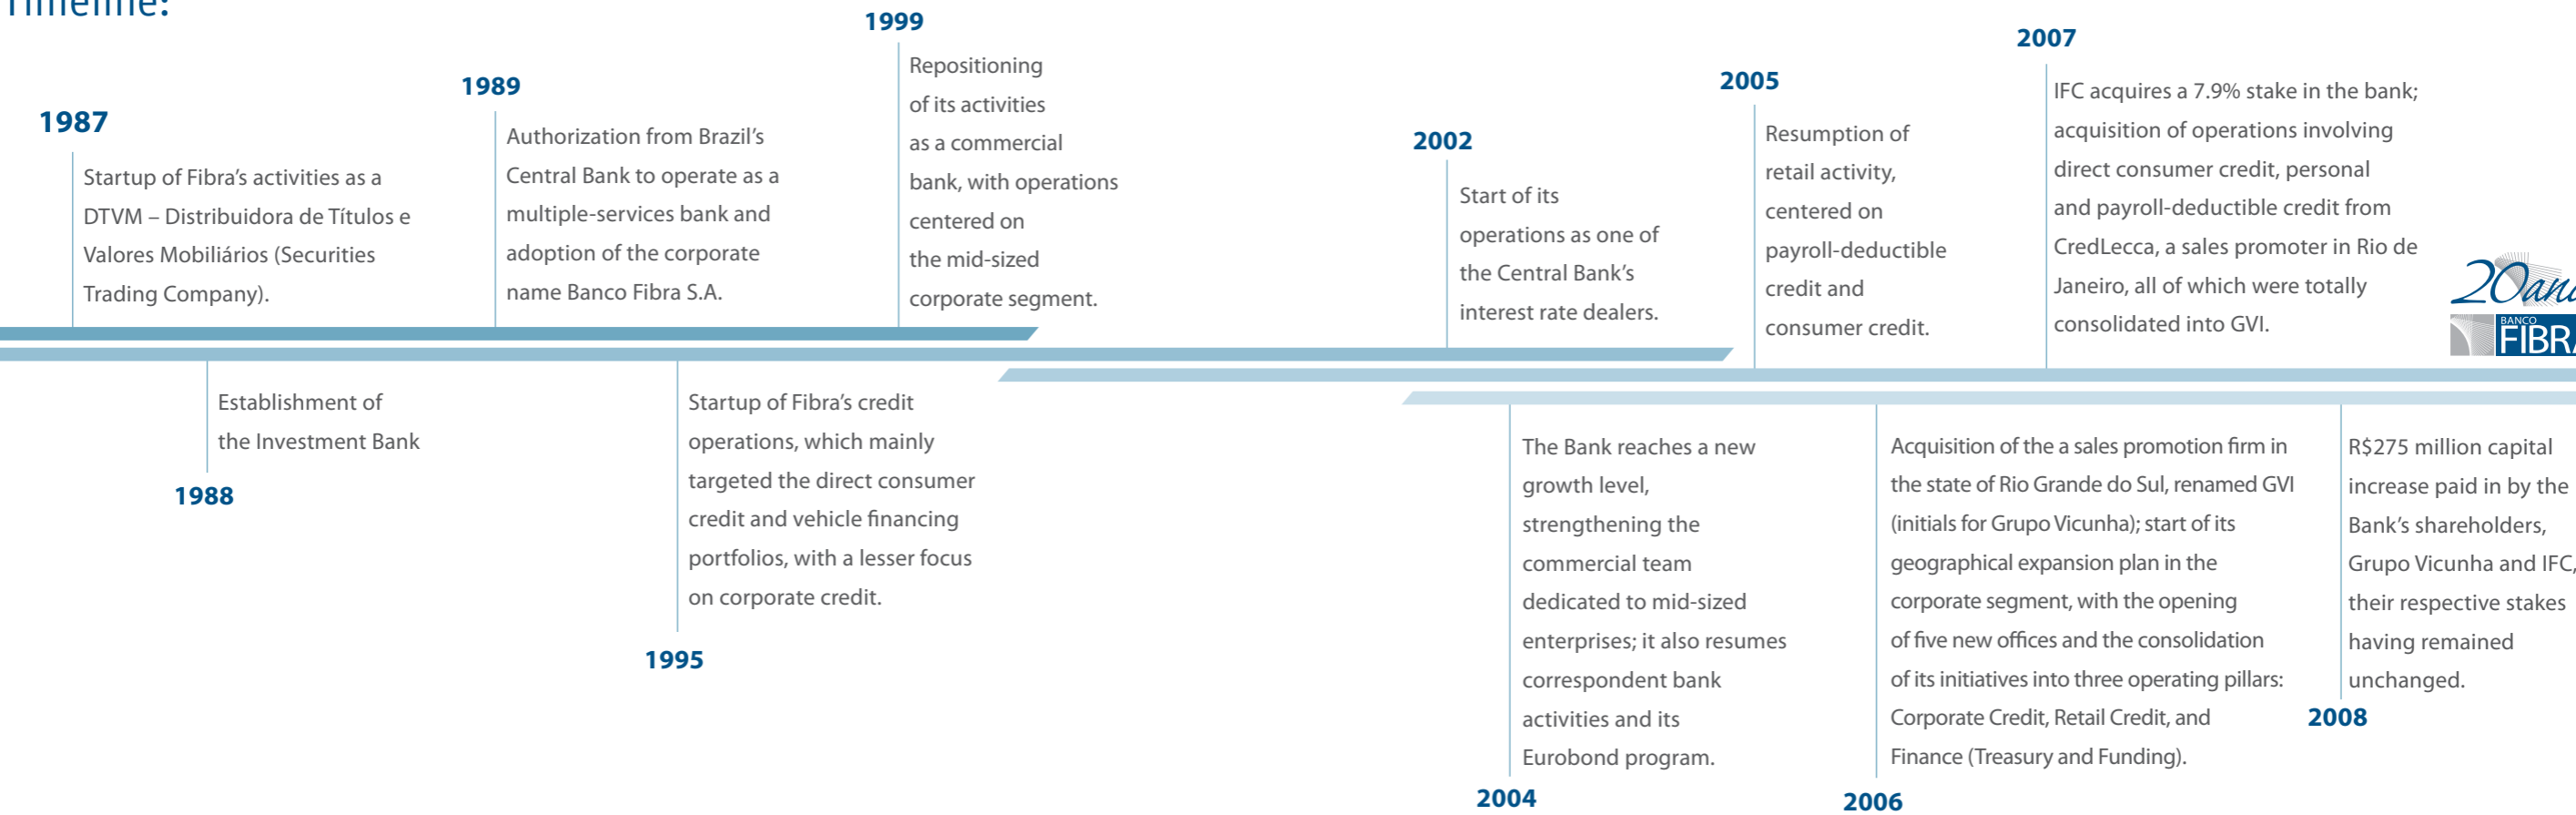 Timeline:
1987
Startup of Fibra’s activities as a
DTVM – Distribuidora de Títulos e
Valores Mobiliários (Securities
Trading Company).
1989
Authorization from Brazil’s
Central Bank to operate as a
multiple-services bank and
adoption of the corporate
name Banco Fibra S.A.
1999
Repositioning
of its activities
as a commercial
bank, with operations
centered on
the mid-sized
corporate segment.
2002
Start of its
operations as one of
the Central Bank’s
interest rate dealers.
2005
Resumption of
retail activity,
centered on
payroll-deductible
credit and
consumer credit.
2007
IFC acquires a 7.9% stake in the bank;
acquisition of operations involving
direct consumer credit, personal
and payroll-deductible credit from
CredLecca, a sales promoter in Rio de
Janeiro, all of which were totally
consolidated into GVI.
20 ano
BANCO
FIBRA
Establishment of
the Investment Bank
1988
Startup of Fibra’s credit
operations, which mainly
targeted the direct consumer
credit and vehicle financing
portfolios, with a lesser focus
on corporate credit.
1995
The Bank reaches a new
growth level,
strengthening the
commercial team
dedicated to mid-sized
enterprises; it also resumes
correspondent bank
activities and its
Eurobond program.
2004
Acquisition of the a sales promotion firm in
the state of Rio Grande do Sul, renamed GVI
(initials for Grupo Vicunha); start of its
geographical expansion plan in the
corporate segment, with the opening
of five new offices and the consolidation
of its initiatives into three operating pillars:
Corporate Credit, Retail Credit, and
Finance (Treasury and Funding).
2006
R$275 million capital
increase paid in by the
Bank’s shareholders,
Grupo Vicunha and IFC,
their respective stakes
having remained
unchanged.
2008